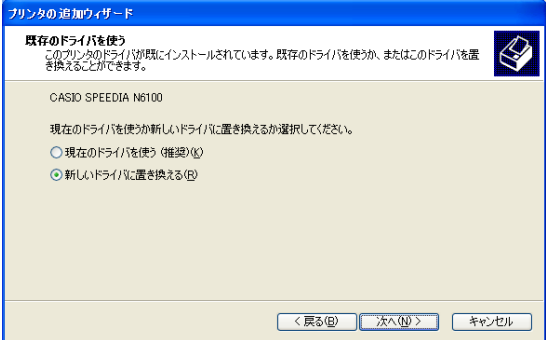 プリンタの追加ウィザード
既存のドライバを使う
このプリンタのドライバが既にインストールされています。既存のドライバを使うか、またはこのドライバを置
き換えることができます。
CASIO SPEEDIA N6100
現在のドライバを使うか新しいドライバに置き換えるか選択してください。
現在のドライバを使う (推奨)(K)
新しいドライバに置き換える(R)
< 戻る(B) 次へ(N) > キャンセル